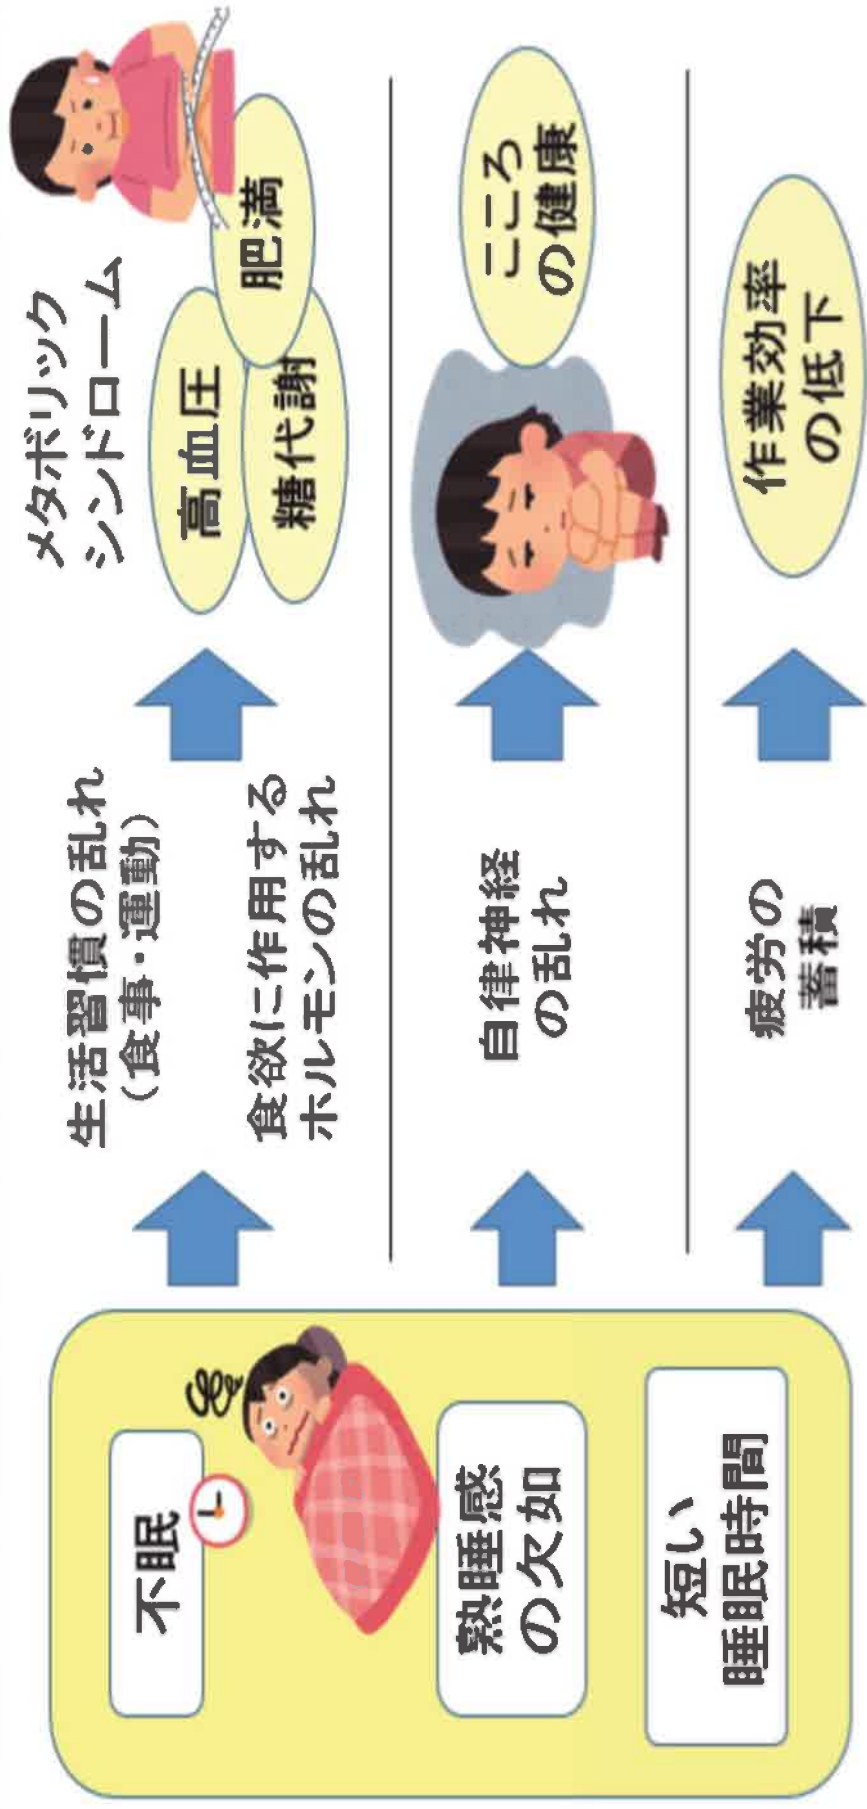 不眠
熟睡感
の欠如
短い
睡眠時間
生活習慣の乱れ
(食事・運動)
食欲に作用する
ホルモンの乱れ
メタボリック
シンドローム
高血圧
肥満
糖代謝
自律神経
の乱れ
こころ
の健康
疲労の
蓄積
作業効率
の低下